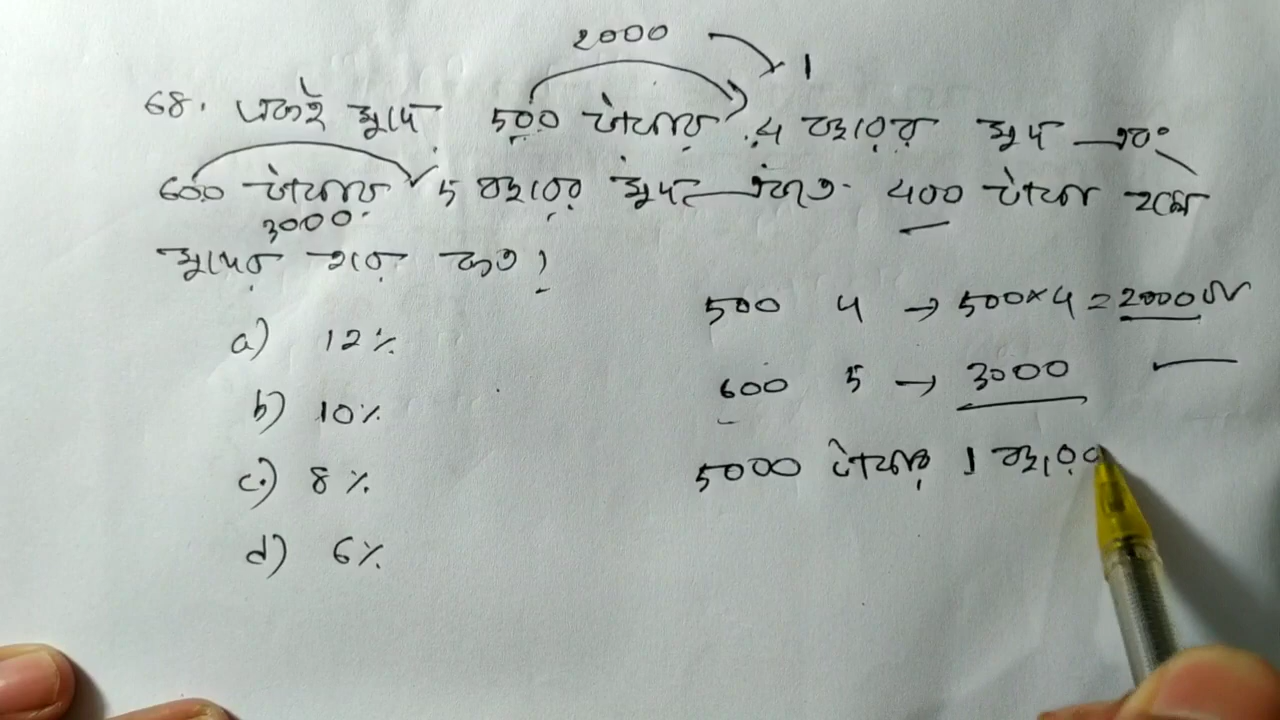 2000 → 1
68. একই সুদে 500 টাকার 4 বছরের সুদ এবং
600 টাকার 5 বছরের সুদ একত্র 400 টাকা হলে
3000
সুদের হার কত?
a) 12%
b) 10%
c) 8%
d) 6%
500 4 → 500×4 = 2000
600 5 → 3000
5000 টাকার 1 বছরে